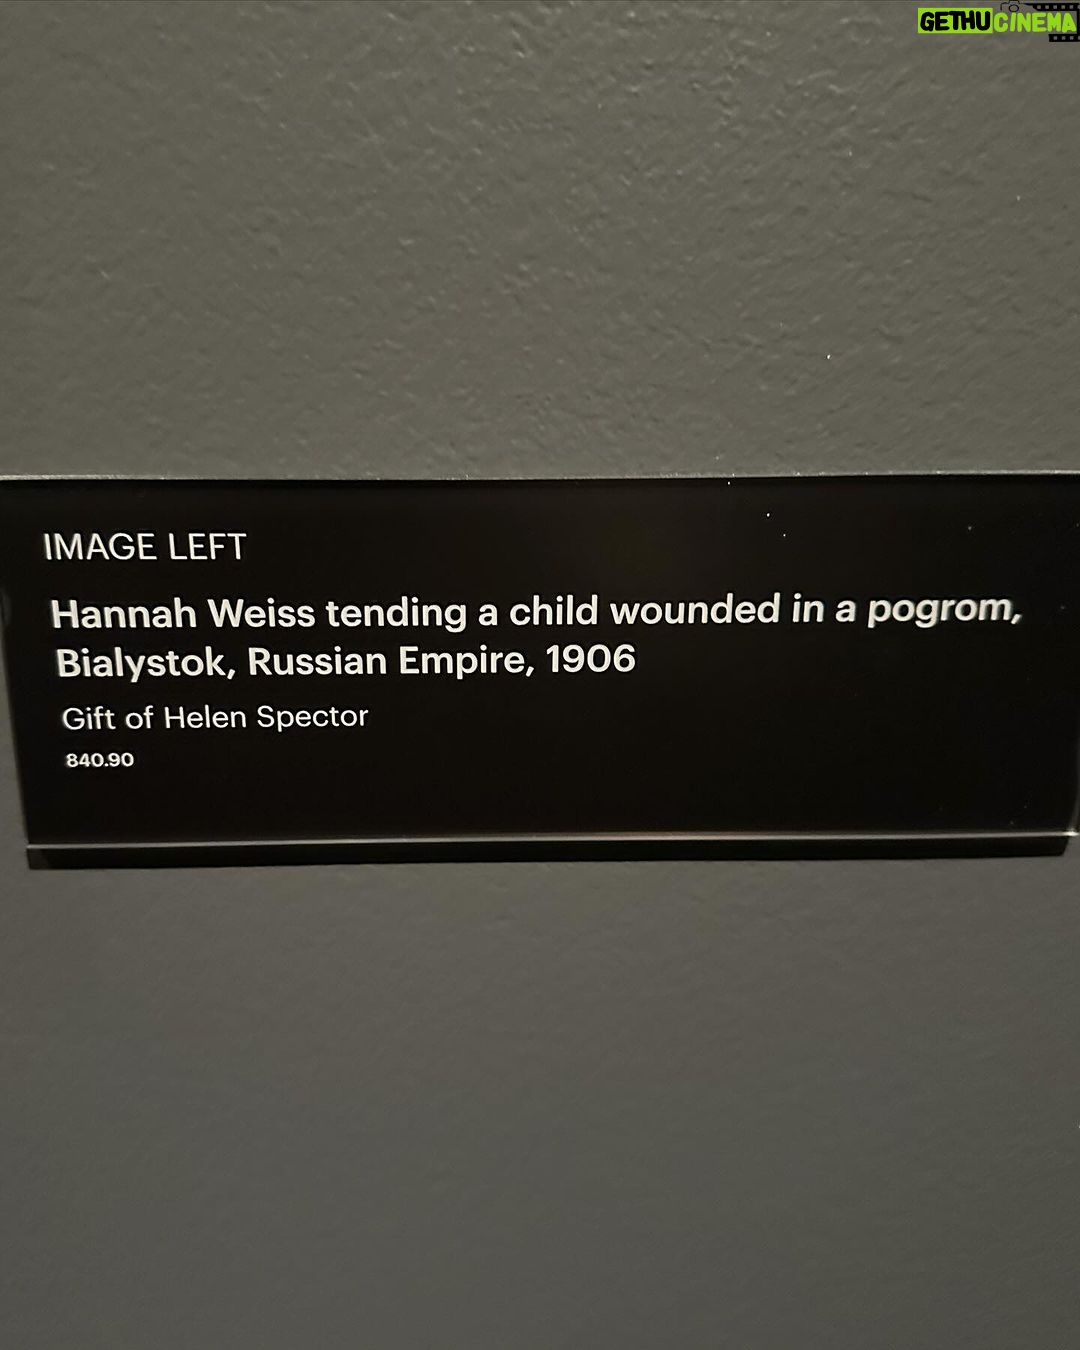 GETHUCINEMA
IMAGE LEFT
Hannah Weiss tending a child wounded in a pogrom,
Bialystok, Russian Empire, 1906
Gift of Helen Spector
840.90